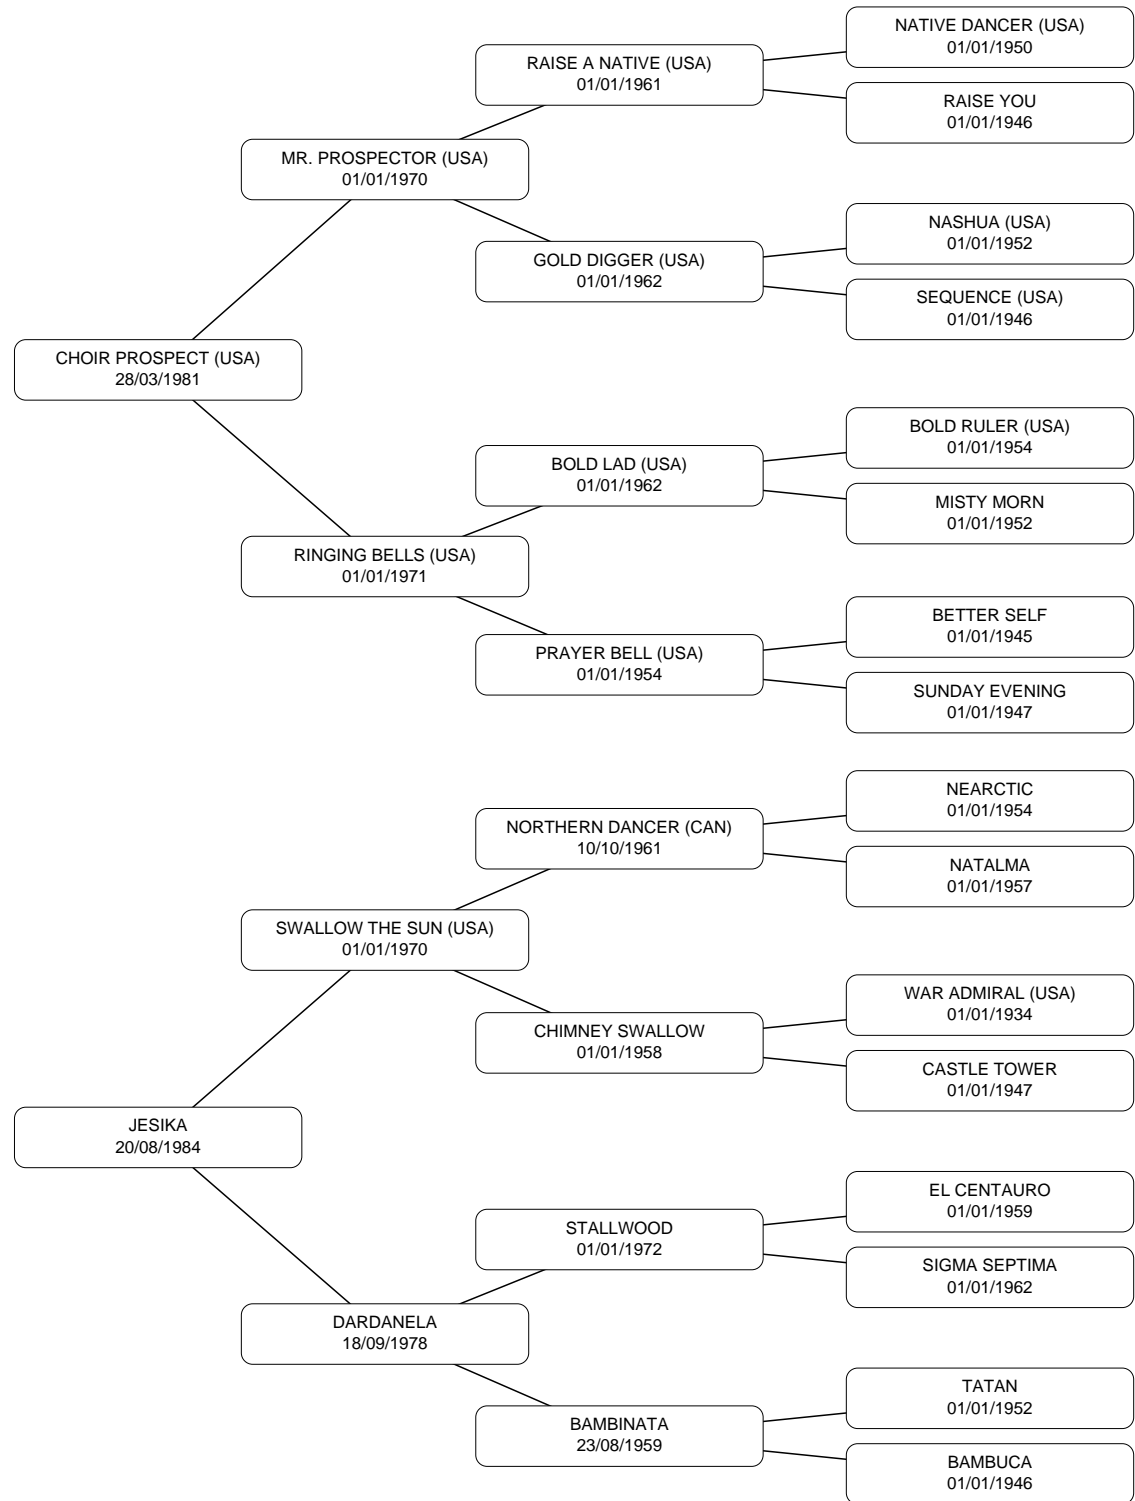 NATIVE DANCER (USA)
01/01/1950
RAISE A NATIVE (USA)
01/01/1961
RAISE YOU
01/01/1946
MR. PROSPECTOR (USA)
01/01/1970
NASHUA (USA)
01/01/1952
GOLD DIGGER (USA)
01/01/1962
SEQUENCE (USA)
01/01/1946
CHOIR PROSPECT (USA)
28/03/1981
BOLD RULER (USA)
01/01/1954
BOLD LAD (USA)
01/01/1962
MISTY MORN
01/01/1952
RINGING BELLS (USA)
01/01/1971
BETTER SELF
01/01/1945
PRAYER BELL (USA)
01/01/1954
SUNDAY EVENING
01/01/1947
NEARCTIC
01/01/1954
NORTHERN DANCER (CAN)
10/10/1961
NATALMA
01/01/1957
SWALLOW THE SUN (USA)
01/01/1970
WAR ADMIRAL (USA)
01/01/1934
CHIMNEY SWALLOW
01/01/1958
CASTLE TOWER
01/01/1947
JESIKA
20/08/1984
EL CENTAURO
01/01/1959
STALLWOOD
01/01/1972
SIGMA SEPTIMA
01/01/1962
DARDANELA
18/09/1978
TATAN
01/01/1952
BAMBINATA
23/08/1959
BAMBUCA
01/01/1946